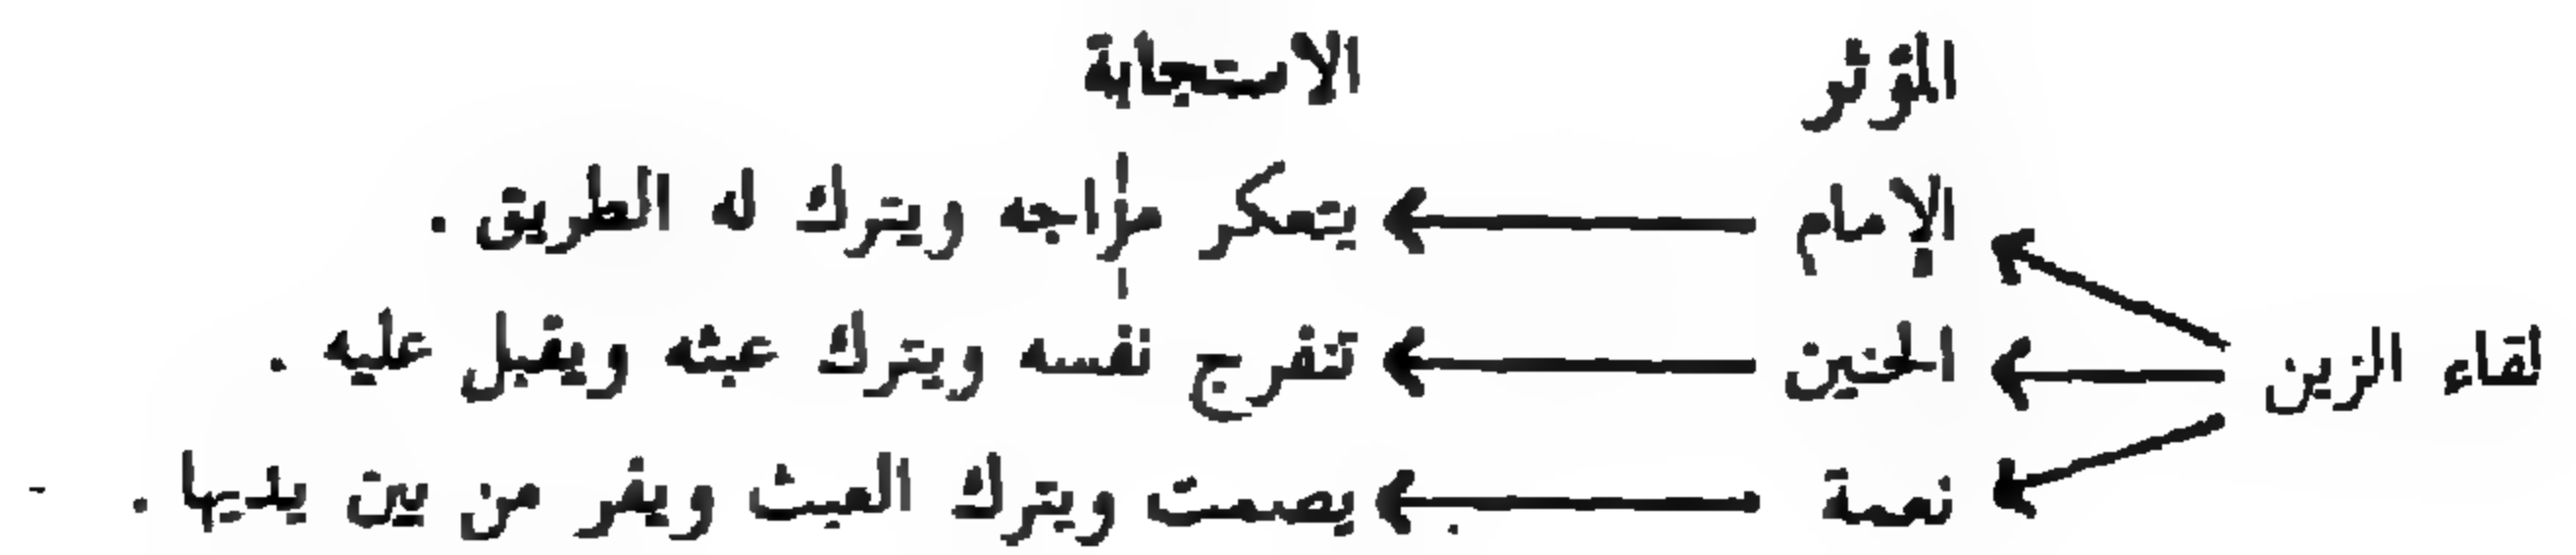 المؤثر الاستجابة
الإمام يتعكر مزاجه ويترك له الطريق .
لقاء الزين الحنين تنفرج نفسه ويترك عبثه ويقبل عليه .
نعمة يصمت ويترك العبث ويفر من بين يديها .